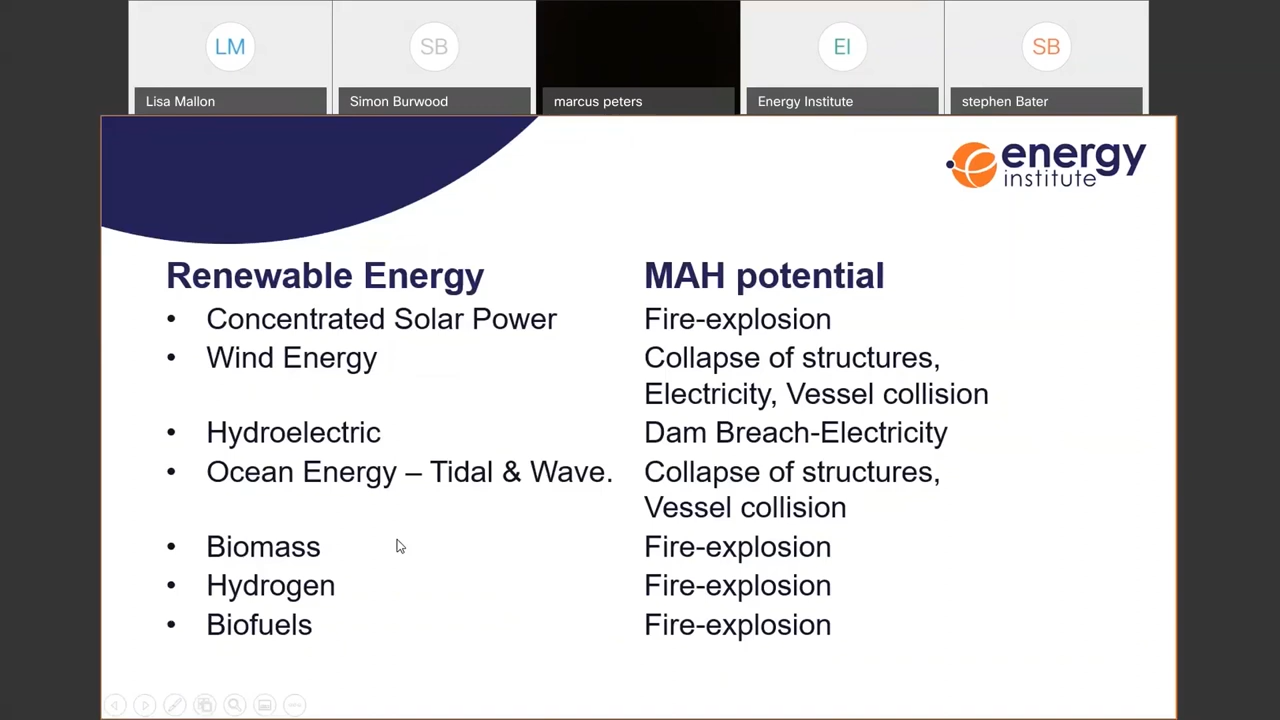 LM
SB
EI
SB
Lisa Mallon
Simon Burwood
marcus peters
Energy Institute
stephen Bater
energy
institute
Renewable Energy
MAH potential
• Concentrated Solar Power
Fire-explosion
• Wind Energy
Collapse of structures,
Electricity, Vessel collision
• Hydroelectric
Dam Breach-Electricity
• Ocean Energy – Tidal & Wave.
Collapse of structures,
Vessel collision
• Biomass
Fire-explosion
• Hydrogen
Fire-explosion
• Biofuels
Fire-explosion